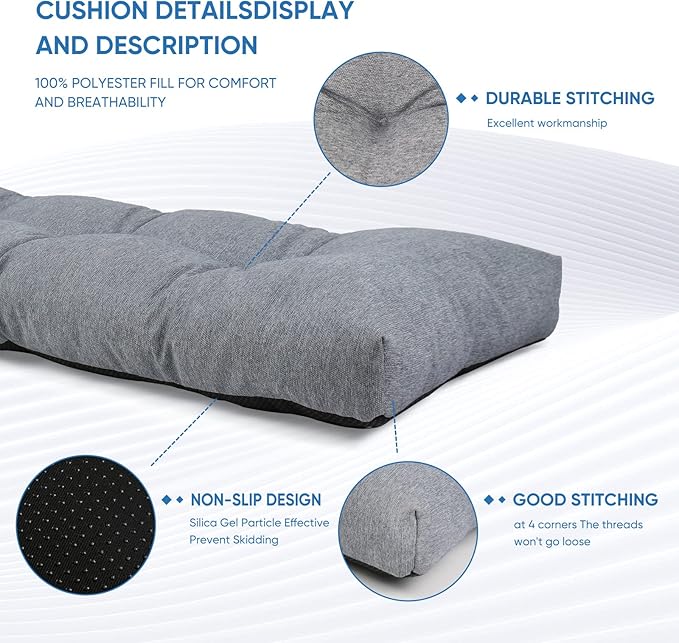 CUSHION DETAILSDISPLAY
AND DESCRIPTION
100% POLYESTER FILL FOR COMFORT
AND BREATHABILITY
DURABLE STITCHING
Excellent workmanship
NON-SLIP DESIGN
Silica Gel Particle Effective
Prevent Skidding
GOOD STITCHING
at 4 corners The threads
won't go loose